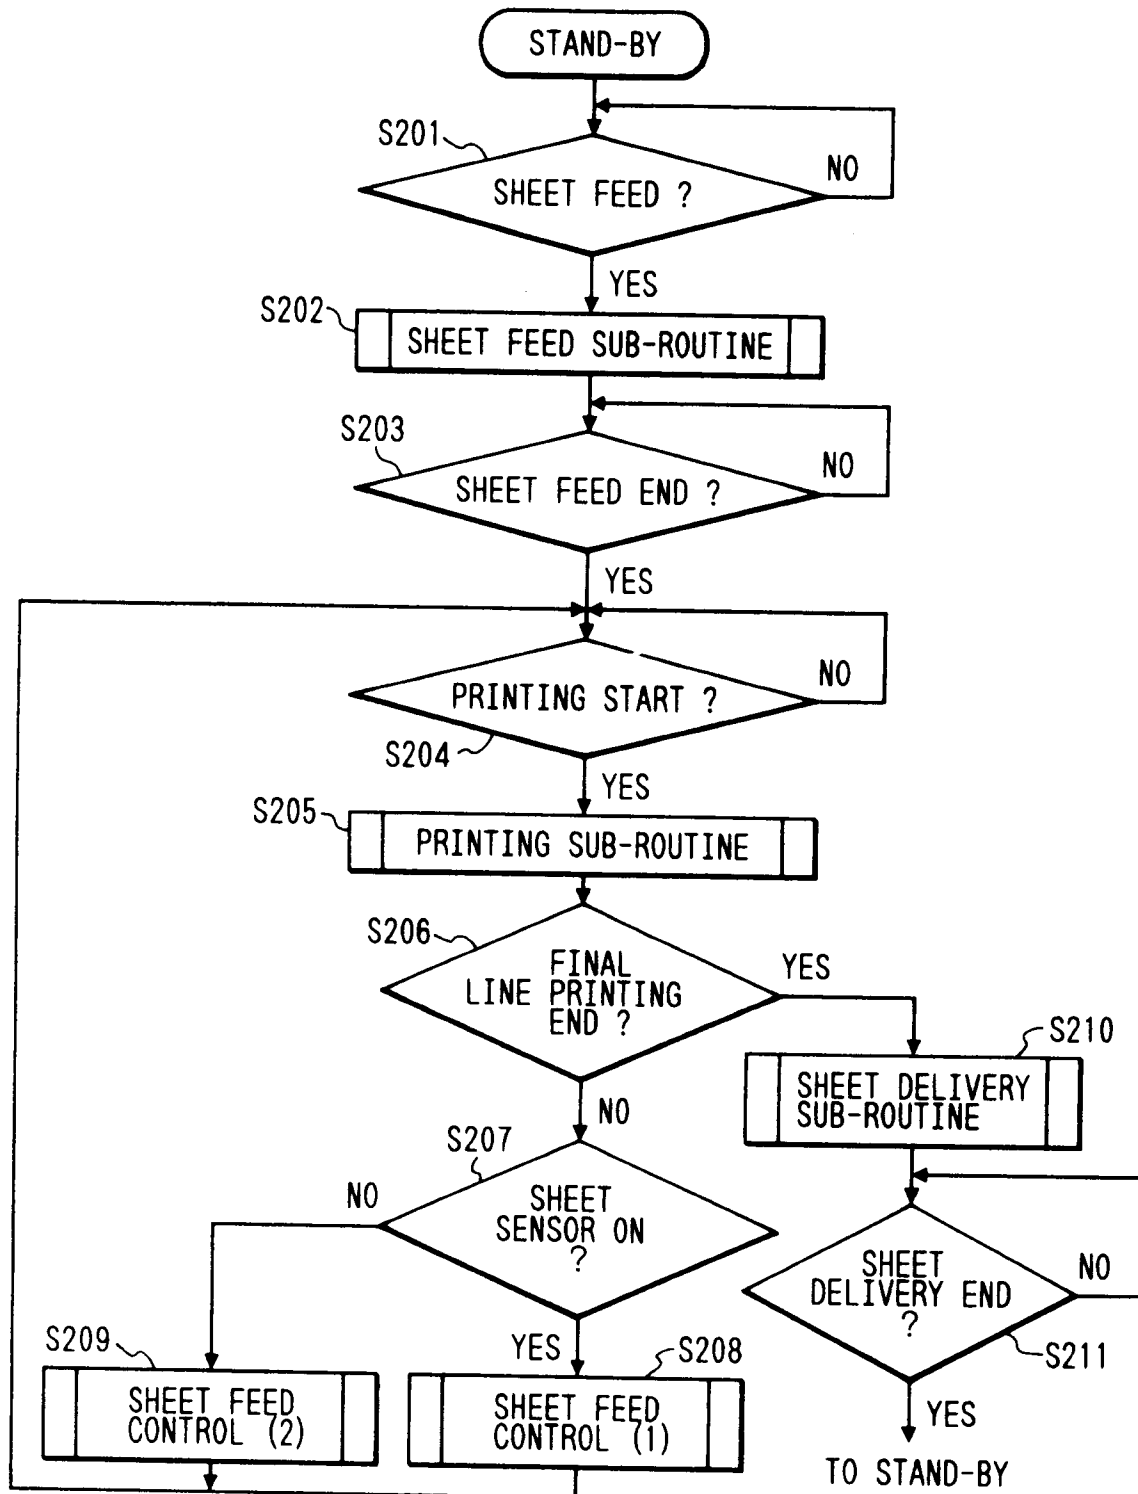 STAND-BY
S201
SHEET FEED ?
NO
YES
S202
SHEET FEED SUB-ROUTINE
S203
SHEET FEED END ?
NO
YES
PRINTING START ?
NO
S204
YES
S205
PRINTING SUB-ROUTINE
S206
FINAL
LINE PRINTING
END ?
YES
NO
S210
SHEET DELIVERY
SUB-ROUTINE
S207
SHEET
SENSOR ON
?
NO
YES
SHEET
DELIVERY END
?
NO
S211
YES
TO STAND-BY
S209
SHEET FEED
CONTROL (2)
S208
SHEET FEED
CONTROL (1)